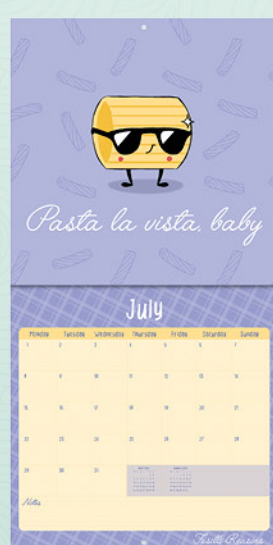 Pasta la vista, baby
July
Monday Tuesday Wednesday Thursday Friday Saturday Sunday
1 2 3 4 5 6 7
8 9 10 11 12 13 14
15 16 17 18 19 20 21
22 23 24 25 26 27 28
29 30 31
Notes
Fusilli Reasons